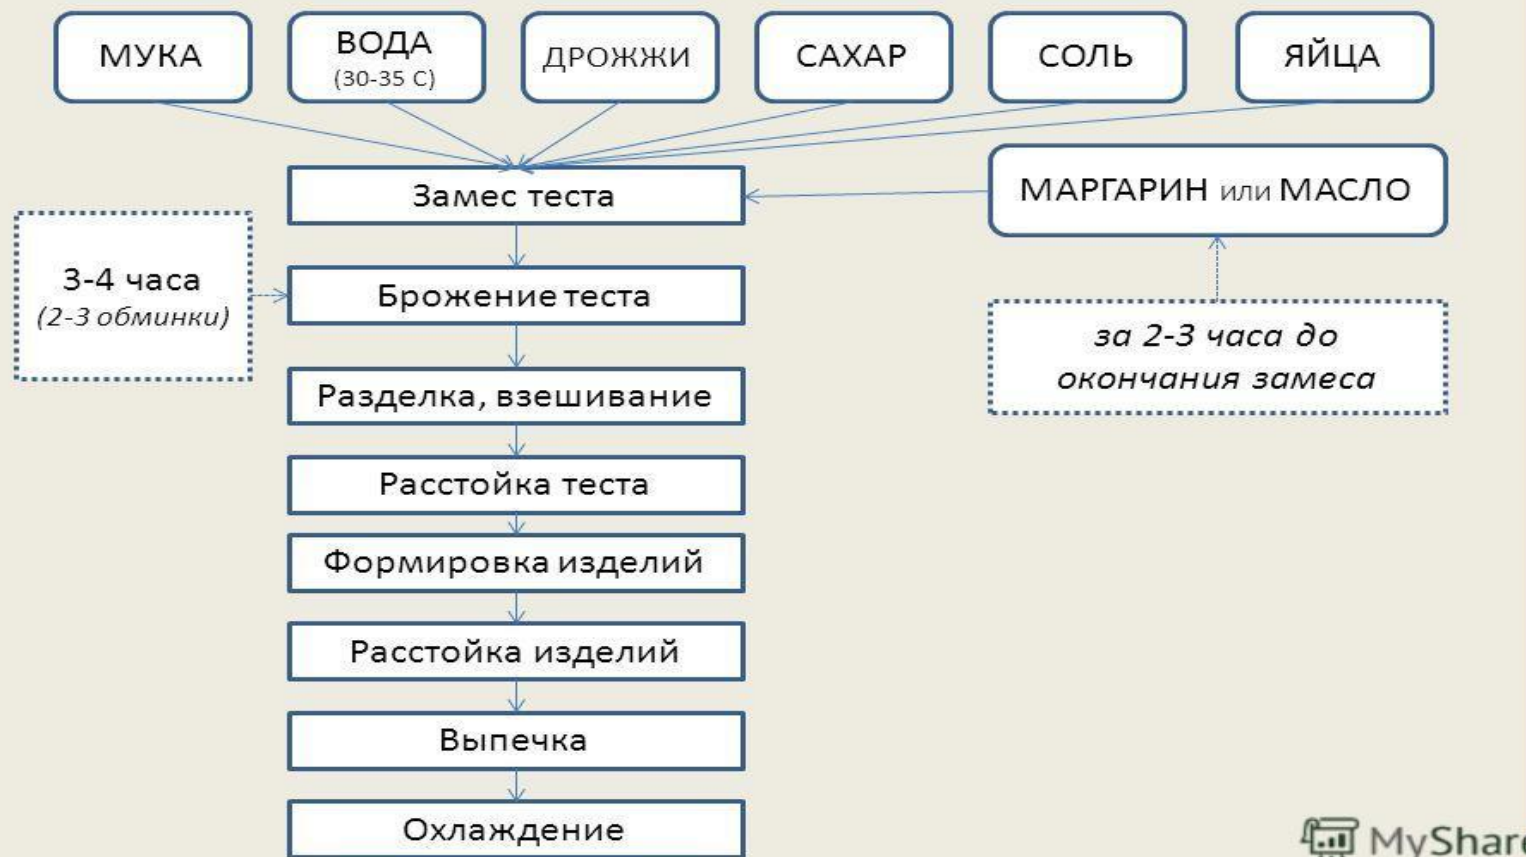 МУКА
ВОДА
(30-35 С)
ДРОЖЖИ
САХАР
СОЛЬ
ЯЙЦА
Замес теста
МАРГАРИН или МАСЛО
3-4 часа
(2-3 обминки)
Брожение теста
за 2-3 часа до
окончания замеса
Разделка, взешивание
Расстойка теста
Формировка изделий
Расстойка изделий
Выпечка
Охлаждение
MyShare